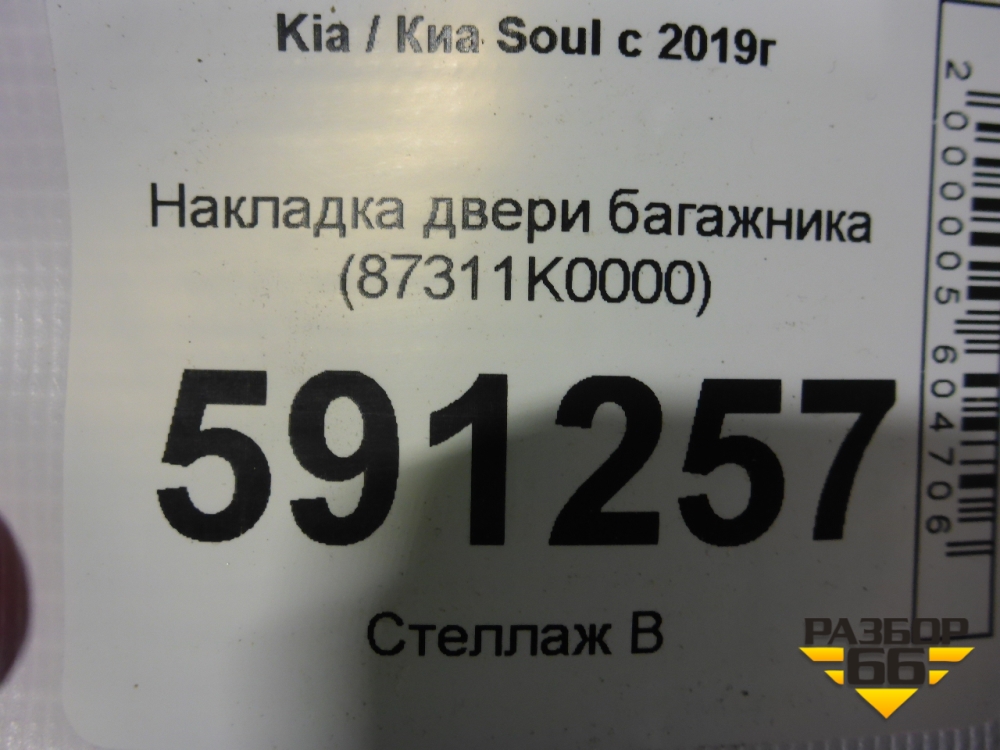 Kia / Киа Soul с 2019г
Накладка двери багажника
(87311K0000)
591257
Стеллаж В
2000005604706
РАЗБОР
66